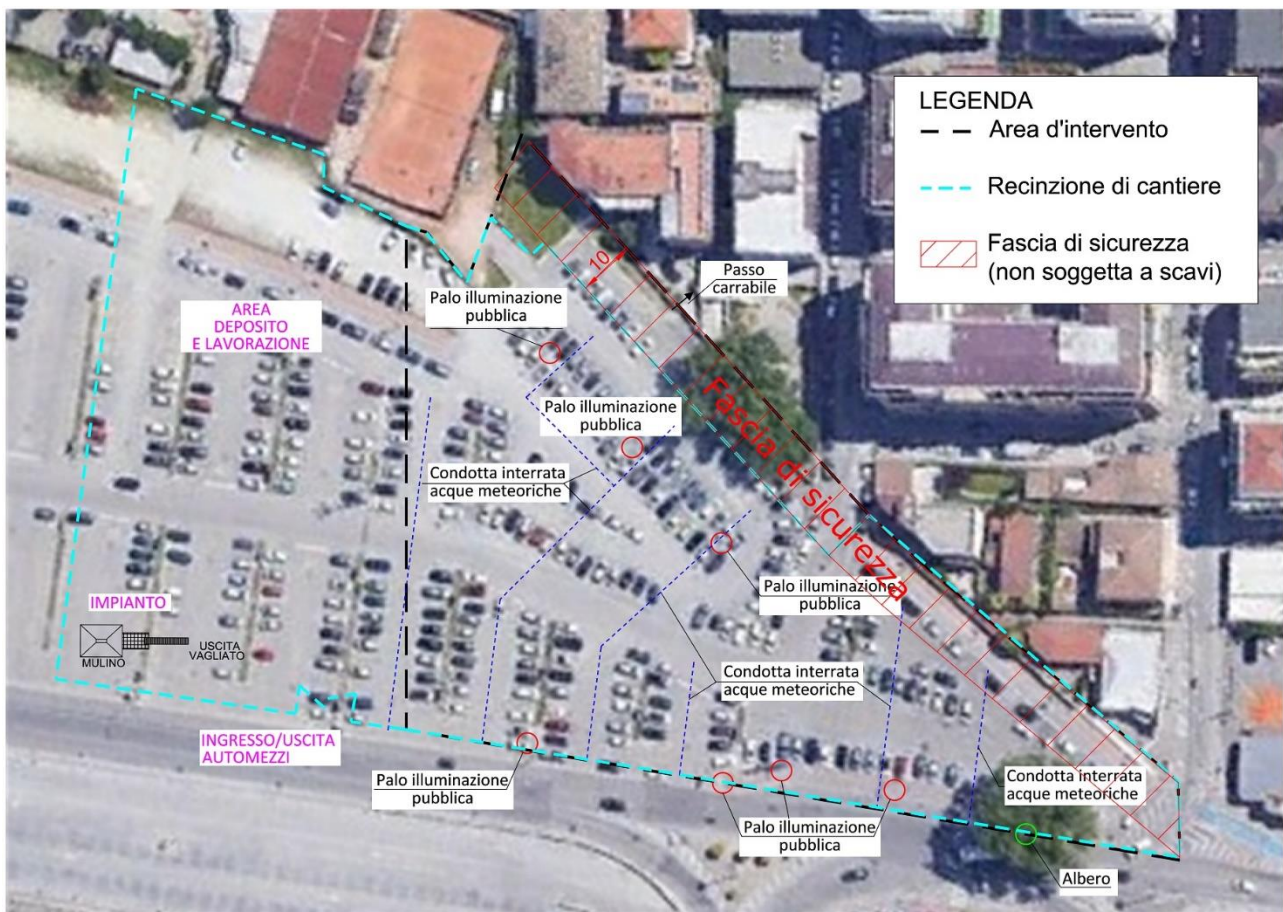 LEGENDA
Area d'intervento
Recinzione di cantiere
Fascia di sicurezza
(non soggetta a scavi)
10
Passo
carrabile
Palo illuminazione
pubblica
AREA
DEPOSITO
E LAVORAZIONE
Fascia di sicurezza
Palo illuminazione
pubblica
Condotta interrata
acque meteoriche
Palo illuminazione
pubblica
IMPIANTO
MULINO
USCITA
VAGLIATO
Condotta interrata
acque meteoriche
INGRESSO/USCITA
AUTOMEZZI
Palo illuminazione
pubblica
Condotta interrata
acque meteoriche
Palo illuminazione
pubblica
Albero